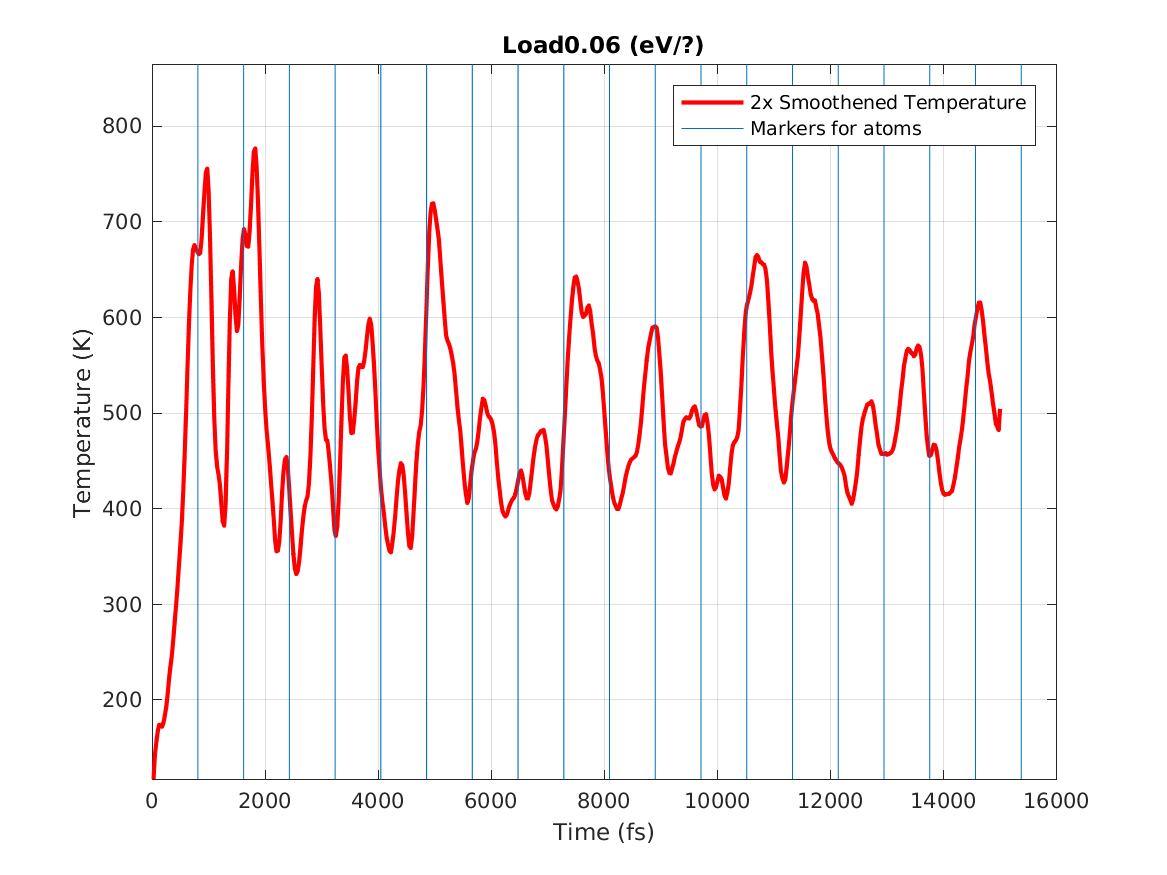 Load0.06 (eV/?)
2x Smoothened Temperature
Markers for atoms
800
700
600
500
400
300
200
Temperature (K)
0 2000 4000 6000 8000 10000 12000 14000 16000
Time (fs)